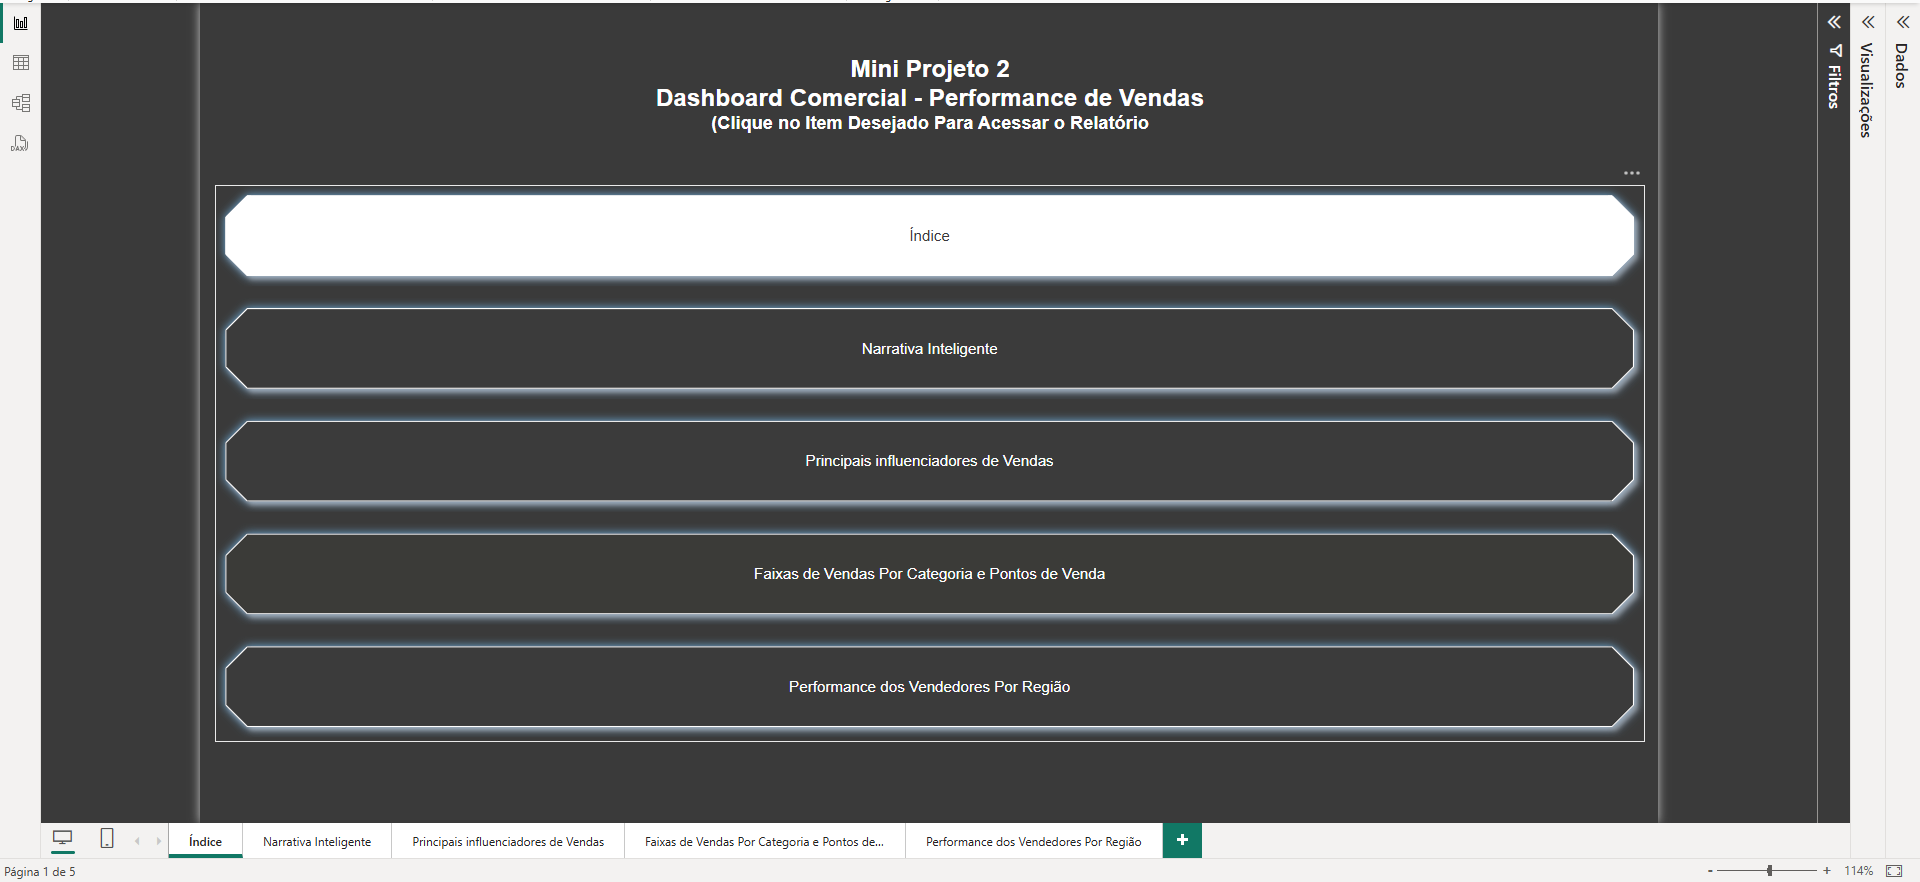 Mini Projeto 2
Dashboard Comercial - Performance de Vendas
(Clique no Item Desejado Para Acessar o Relatório
Índice
Narrativa Inteligente
Principais influenciadores de Vendas
Faixas de Vendas Por Categoria e Pontos de Venda
Performance dos Vendedores Por Região
Filtros
Visualizações
Dados
DAX
Índice
Narrativa Inteligente
Principais influenciadores de Vendas
Faixas de Vendas Por Categoria e Pontos de...
Performance dos Vendedores Por Região
+
Página 1 de 5
- + 114%